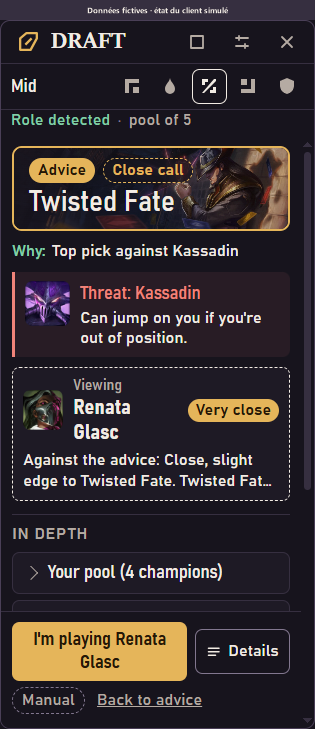 Données fictives · état du client simulé
DRAFT
Mid
Role detected · pool of 5
Advice
Close call
Twisted Fate
Why: Top pick against Kassadin
Threat: Kassadin
Can jump on you if you're
out of position.
Viewing
Renata
Glasc
Very close
Against the advice: Close, slight
edge to Twisted Fate. Twisted Fat...
IN DEPTH
Your pool (4 champions)
I'm playing Renata
Glasc
Details
Manual
Back to advice